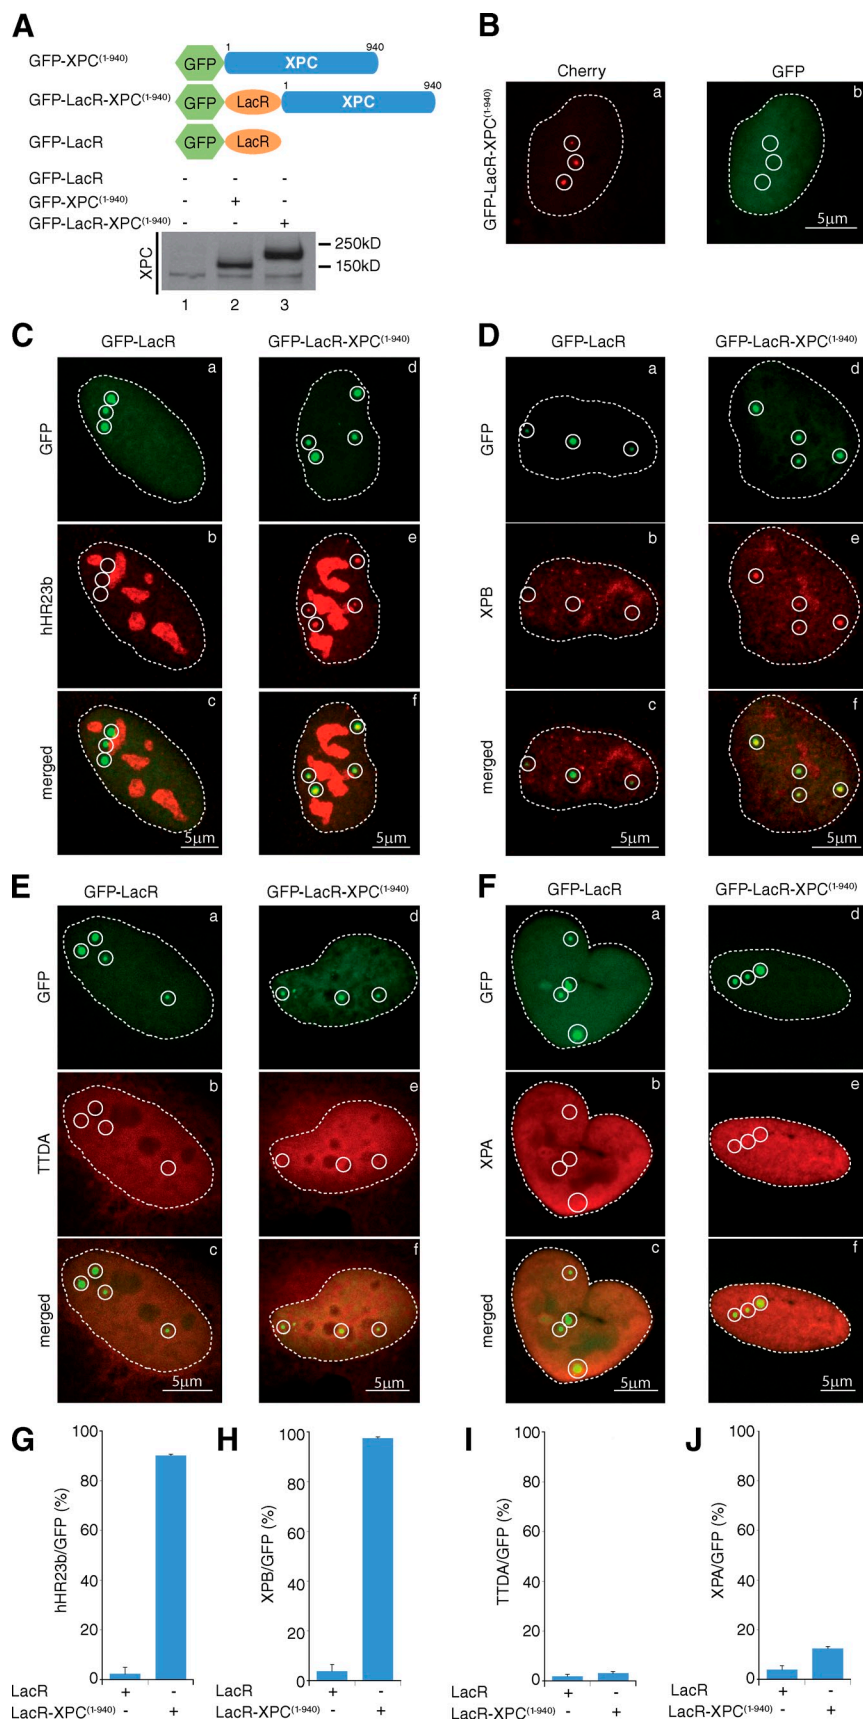 A
GFP-XPC(1-940)
GFP
1
XPC
940
GFP-LacR-XPC(1-940)
GFP
LacR
1
XPC
940
GFP-LacR
GFP
LacR
GFP-LacR - - -
GFP-XPC(1-940) - + -
GFP-LacR-XPC(1-940) - - +
XPC
250kD
150kD
1 2 3
B
Cherry GFP
GFP-LacR-XPC(1-940)
a b
5μm
C
GFP-LacR GFP-LacR-XPC(1-940)
GFP
a d
hHR23b
b e
merged
c f
5μm 5μm
D
GFP-LacR GFP-LacR-XPC(1-940)
GFP
a d
XPB
b e
merged
c f
5μm 5μm
E
GFP-LacR GFP-LacR-XPC(1-940)
GFP
a d
TTDA
b e
merged
c f
5μm 5μm
F
GFP-LacR GFP-LacR-XPC(1-940)
GFP
a d
XPA
b e
merged
c f
5μm 5μm
G
hHR23b/GFP (%)
100
80
60
40
20
0
LacR + -
LacR-XPC(1-940) - +
H
XPB/GFP (%)
100
80
60
40
20
0
LacR + -
LacR-XPC(1-940) - +
I
TTDA/GFP (%)
100
80
60
40
20
0
LacR + -
LacR-XPC(1-940) - +
J
XPA/GFP (%)
100
80
60
40
20
0
LacR + -
LacR-XPC(1-940) - +